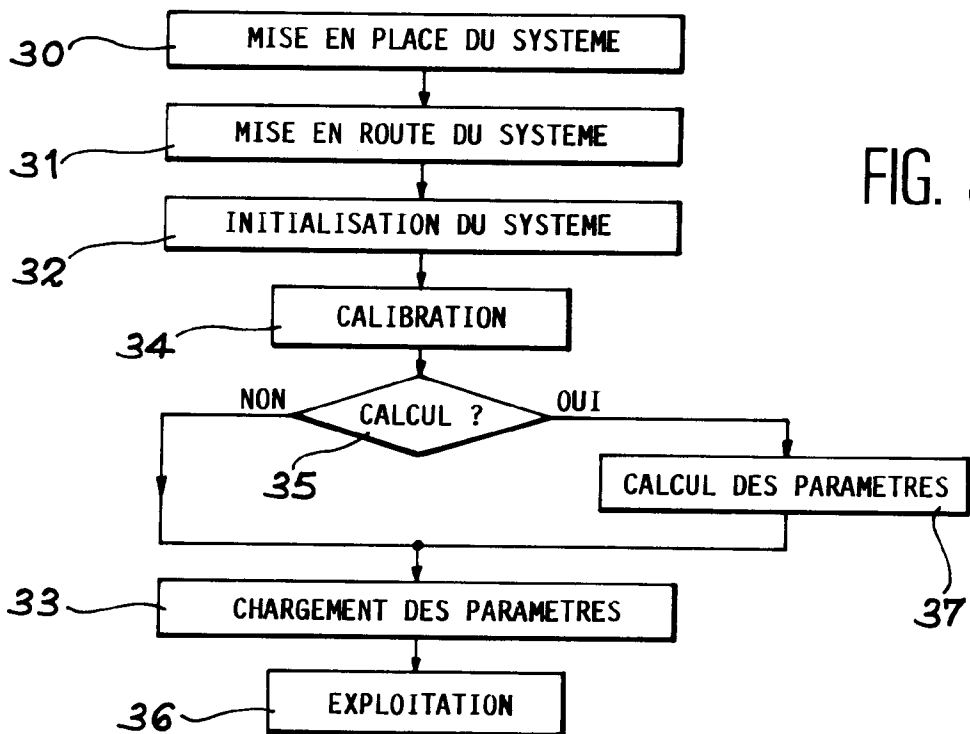 30
MISE EN PLACE DU SYSTEME
31
MISE EN ROUTE DU SYSTEME
FIG.
32
INITIALISATION DU SYSTEME
34
CALIBRATION
NON
CALCUL ?
OUI
35
CALCUL DES PARAMETRES
37
33
CHARGEMENT DES PARAMETRES
36
EXPLOITATION